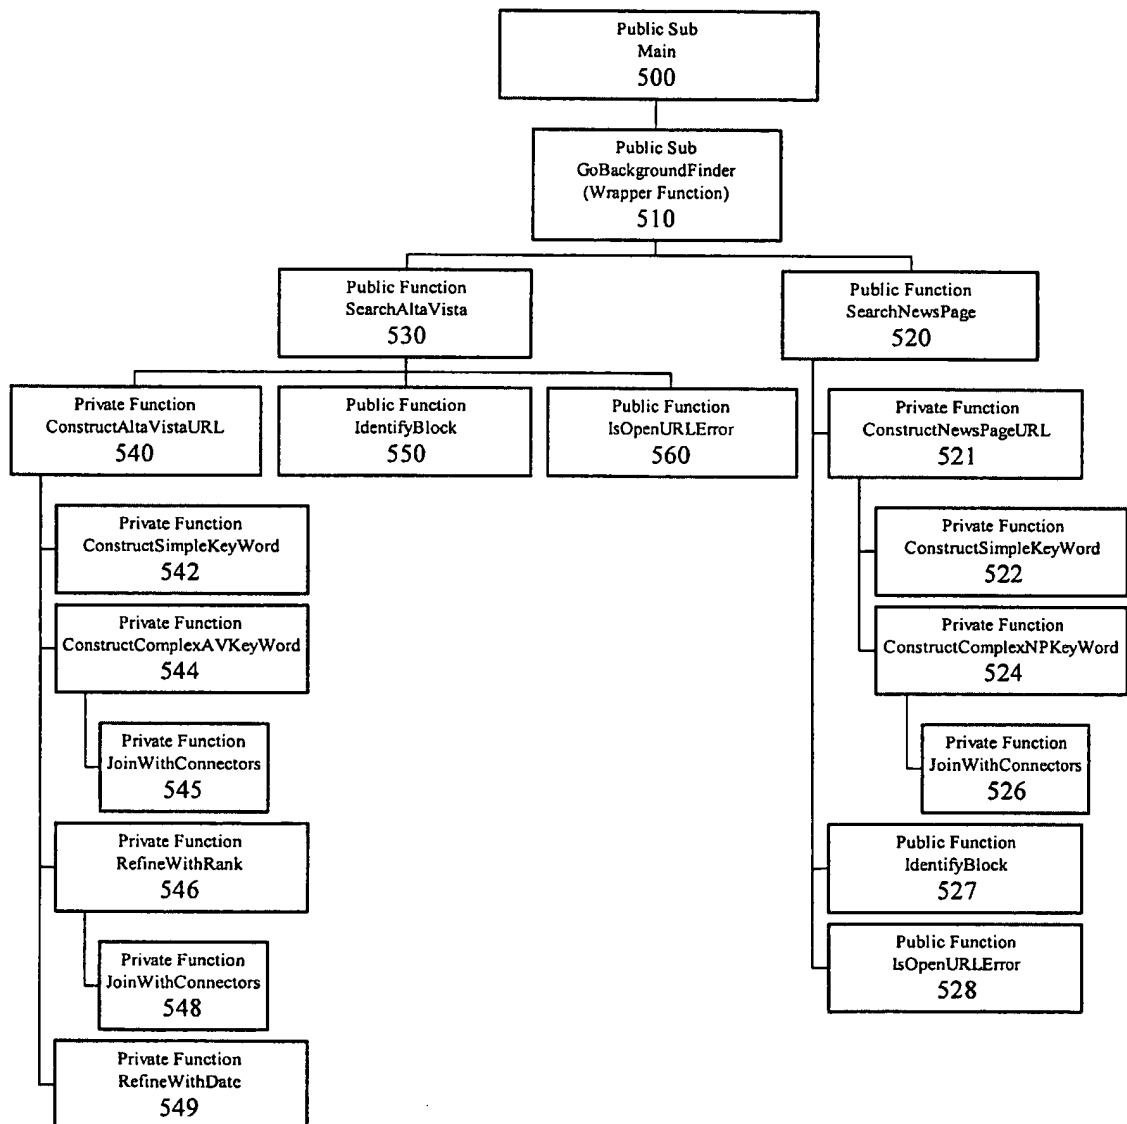 Public Sub
Main
500
Public Sub
GoBackgroundFinder
(Wrapper Function)
510
Public Function
SearchAltaVista
530
Public Function
SearchNewsPage
520
Private Function
ConstructAltaVistaURL
540
Public Function
IdentifyBlock
550
Public Function
IsOpenURLError
560
Private Function
ConstructNewsPageURL
521
Private Function
ConstructSimpleKeyWord
542
Private Function
ConstructSimpleKeyWord
522
Private Function
ConstructComplexAVKeyWord
544
Private Function
ConstructComplexNPKeyWord
524
Private Function
JoinWithConnectors
545
Private Function
JoinWithConnectors
526
Private Function
RefineWithRank
546
Public Function
IdentifyBlock
527
Private Function
JoinWithConnectors
548
Public Function
IsOpenURLError
528
Private Function
RefineWithDate
549